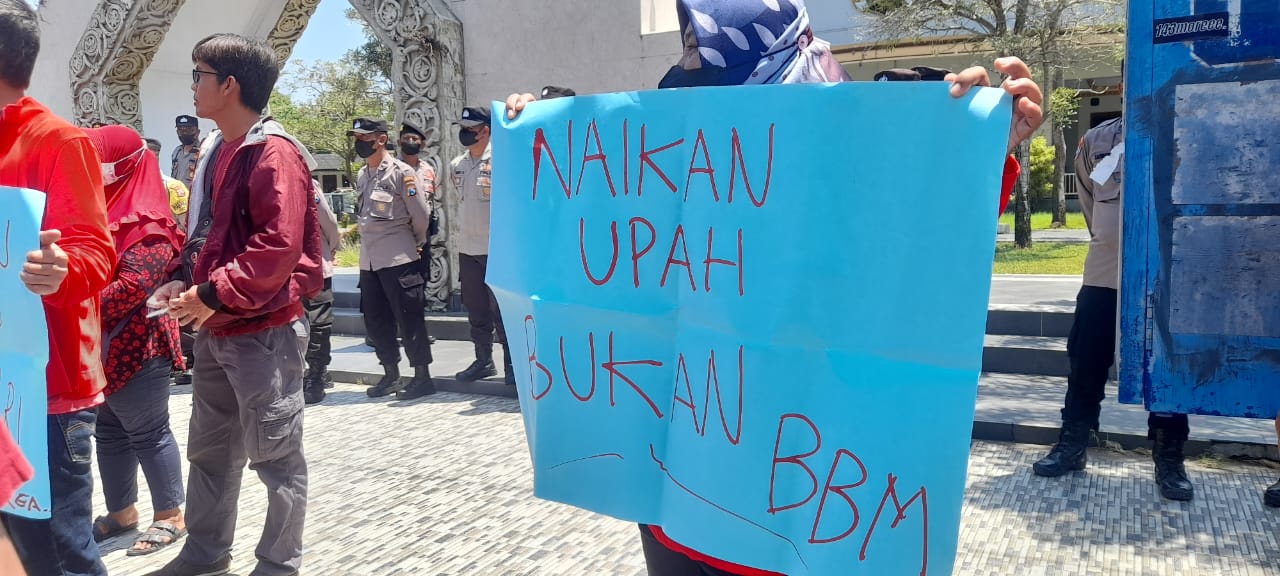 NAIKAN
UPAH
BUKAN
BBM
143moreee.